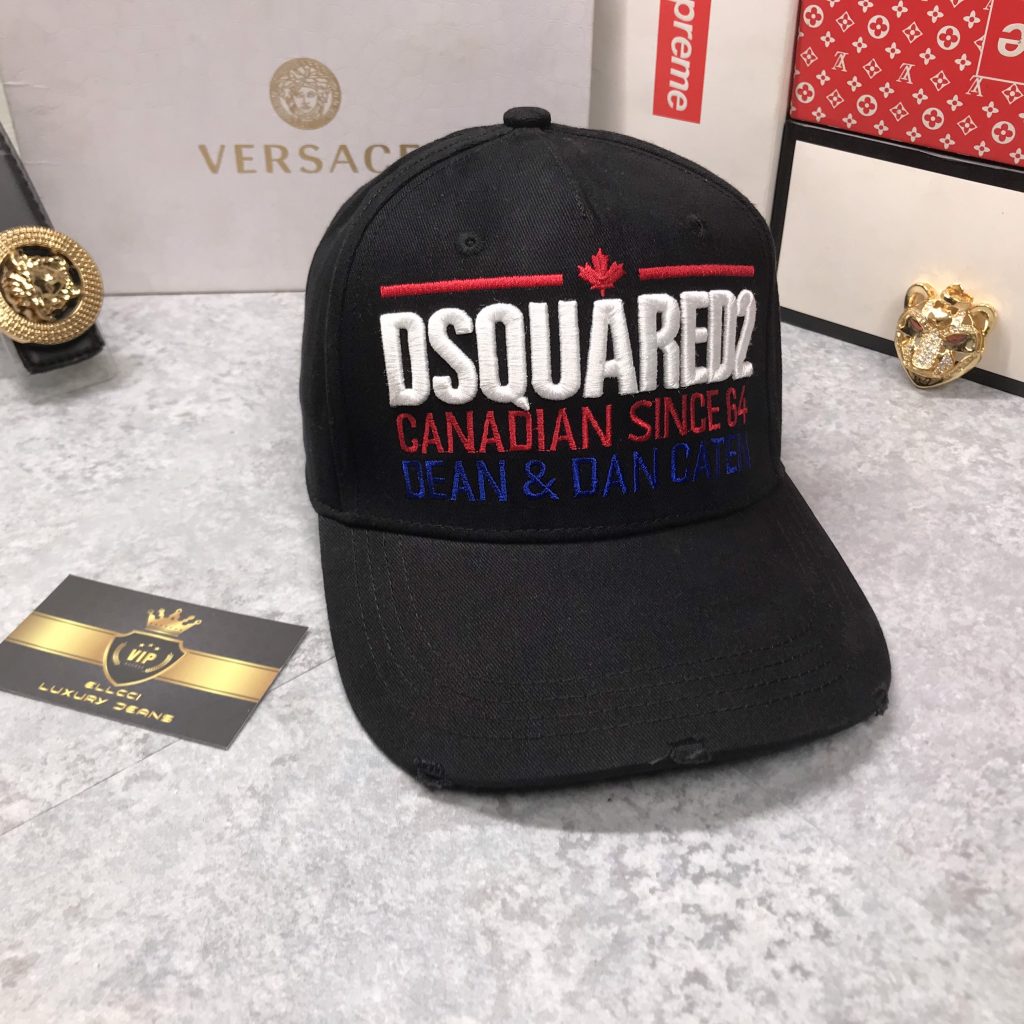 VERSACE
preme
e
DSQUARED2
CANADIAN SINCE 64
DEAN & DAN CATEN
VIP
ELLCCI
LUXURY JEANS